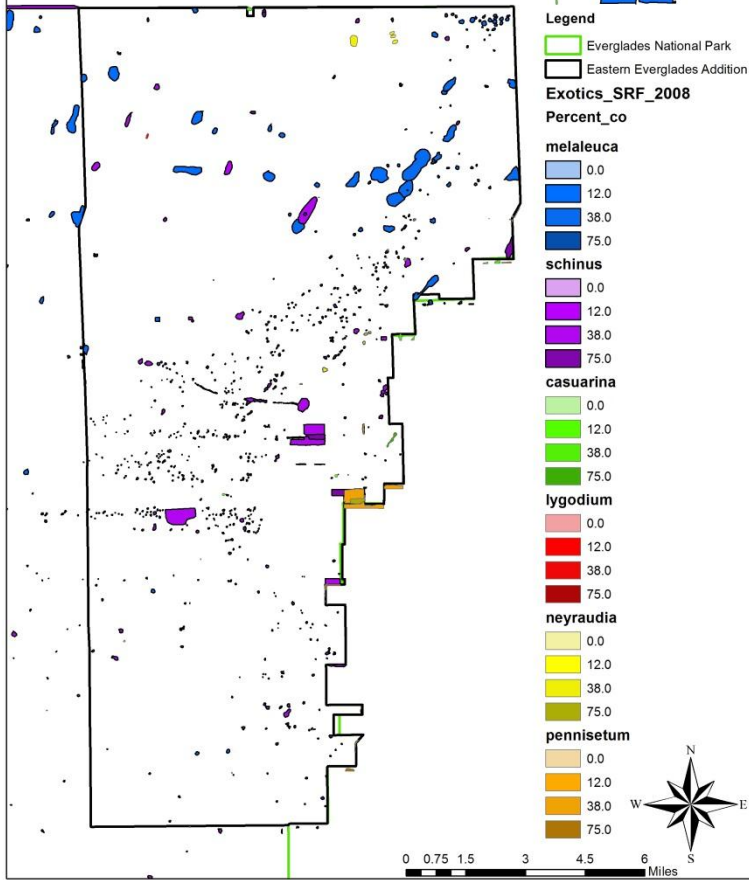 Legend
Everglades National Park
Eastern Everglades Addition
Exotics_SRF_2008
Percent_co
melaleuca
0.0
12.0
38.0
75.0
schinus
0.0
12.0
38.0
75.0
casuarina
0.0
12.0
38.0
75.0
lygodium
0.0
12.0
38.0
75.0
neyraudia
0.0
12.0
38.0
75.0
pennisetum
0.0
12.0
38.0
75.0
N
W E
S
0 0.75 1.5 3 4.5 6
Miles